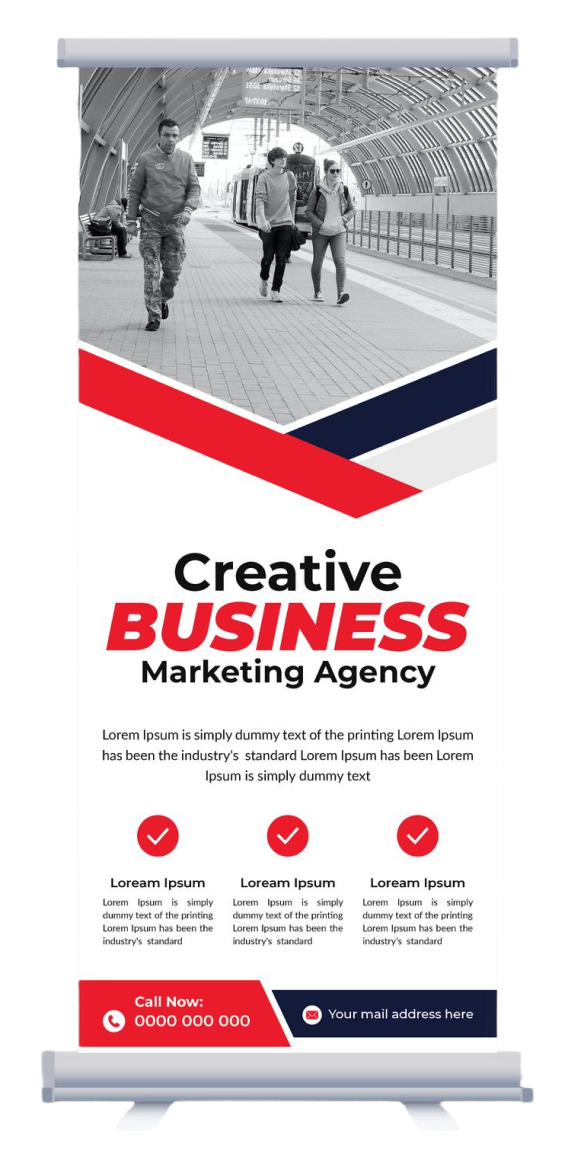 Creative
BUSINESS
Marketing Agency
Lorem Ipsum is simply dummy text of the printing Lorem Ipsum
has been the industry's standard Lorem Ipsum has been Lorem
Ipsum is simply dummy text
Loream Ipsum
Lorem Ipsum is simply
dummy text of the printing
Lorem Ipsum has been the
industry's standard
Loream Ipsum
Lorem Ipsum is simply
dummy text of the printing
Lorem Ipsum has been the
industry's standard
Loream Ipsum
Lorem Ipsum is simply
dummy text of the printing
Lorem Ipsum has been the
industry's standard
Call Now:
0000 000 000
Your mail address here